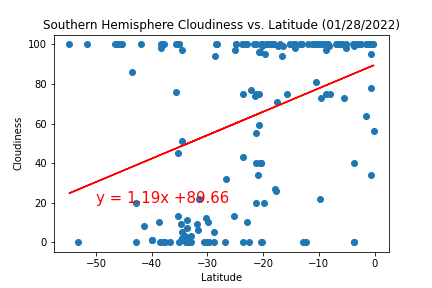 Southern Hemisphere Cloudiness vs. Latitude (01/28/2022)
100
80
60
40
20
0
Cloudiness
y = 1.19x +89.66
−50 −40 −30 −20 −10 0
Latitude